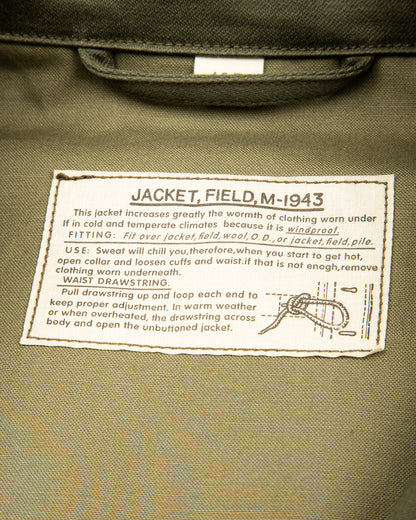 JACKET, FIELD, M-1943
This jacket increases greatly the wormth of clothing worn under
If in cold and temperate climates because it is windproof.
FITTING: Fit over jacket, field, wool, O.D., or jacket, field, pile.
USE: Sweat will chill you, therefore, when you start to get hot,
open collar and loosen cuffs and waist. if that is not enogh, remove
clothing worn underneath.
WAIST DRAWSTRING.
Pull drawstring up and loop each end to
keep proper adjustment. In warm weather
or when overheated, the drawstring across
body and open the unbutioned jacket.